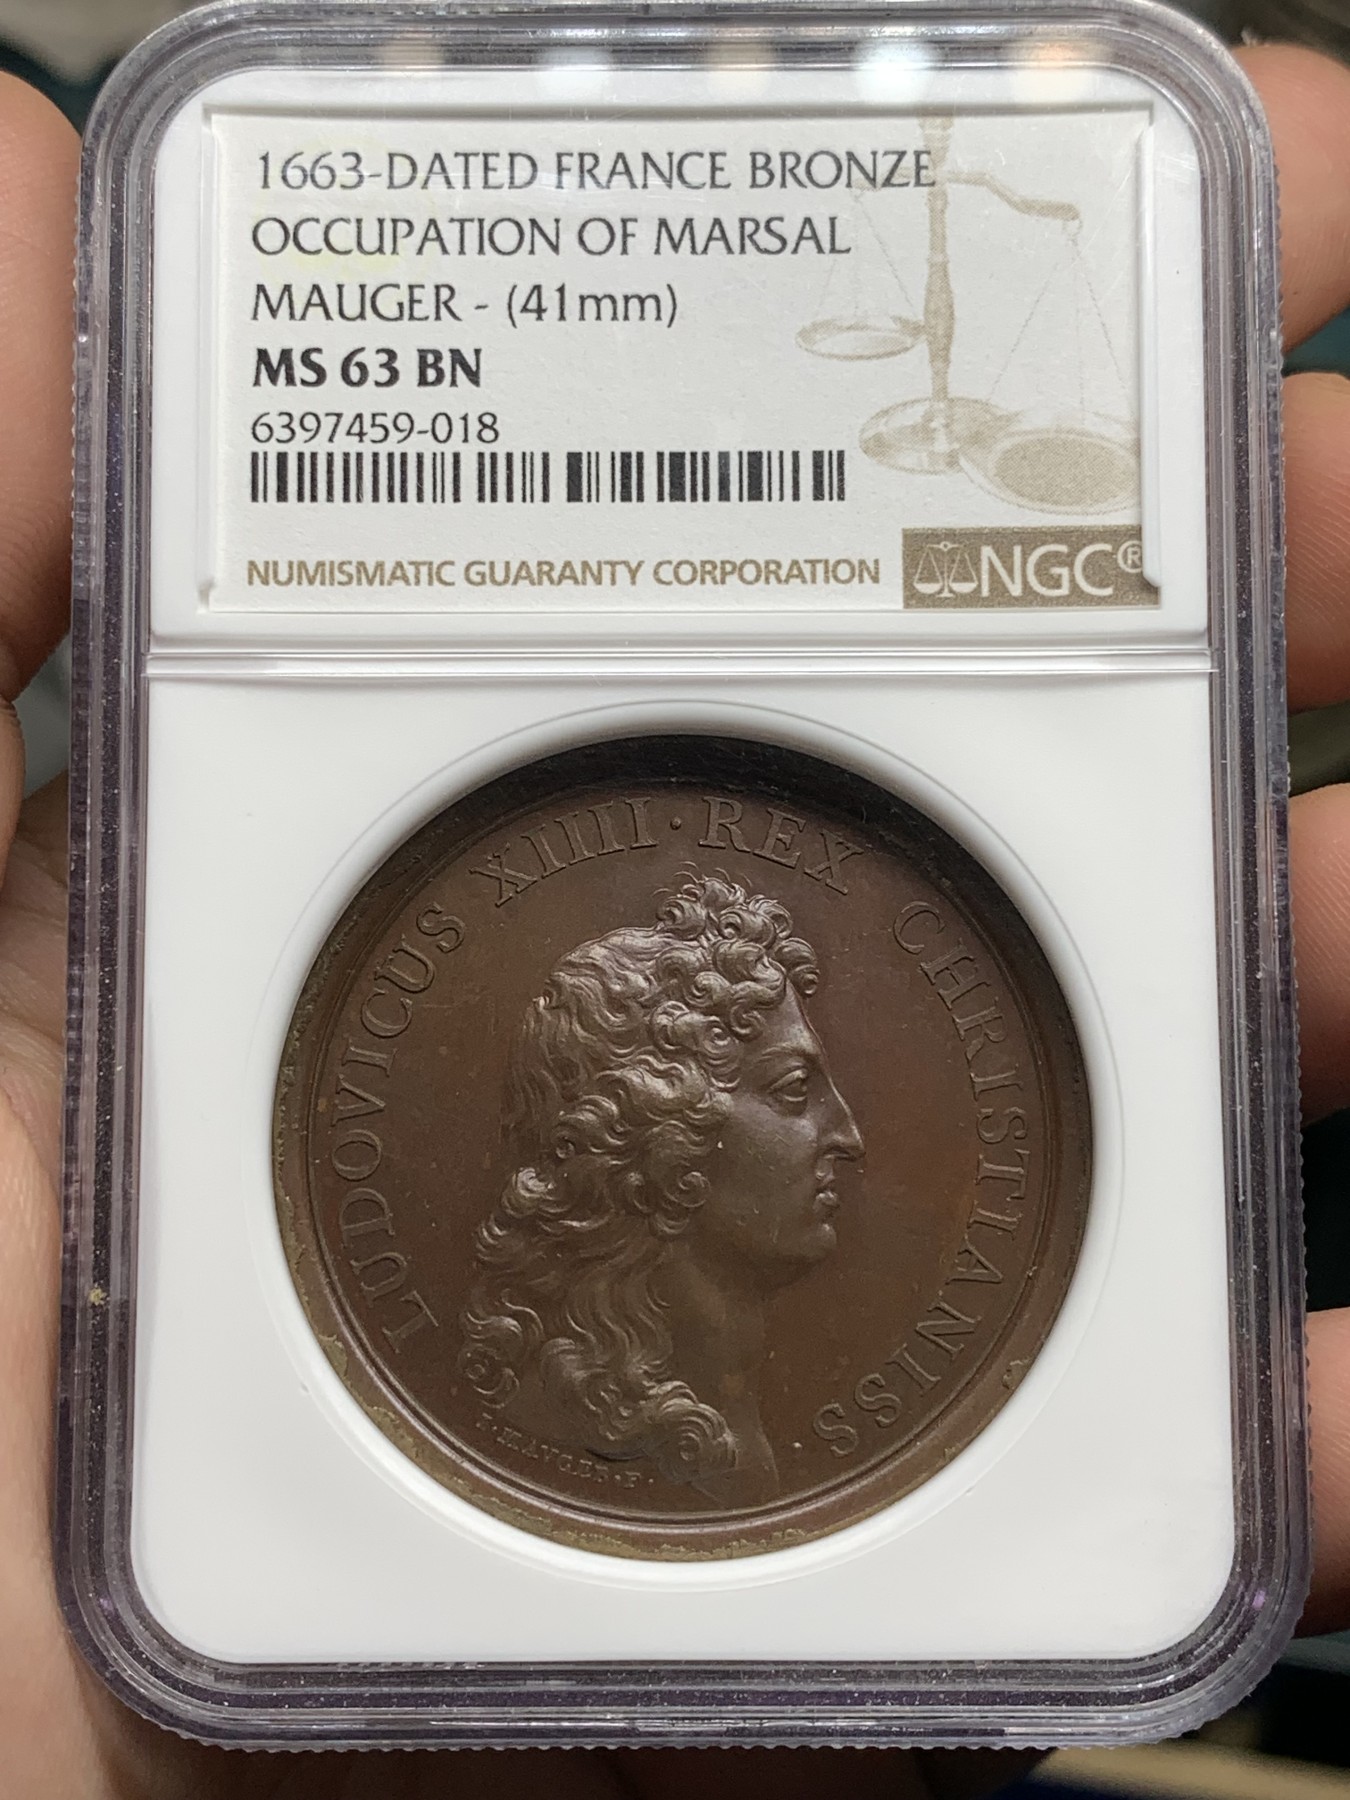 1663-DATED FRANCE BRONZE
OCCUPATION OF MARSAL
MAUGER - (41mm)
MS 63 BN
6397459-018
NUMISMATIC GUARANTY CORPORATION
NGC®
LUDOVICUS XIIII · REX CHRISTIANISS ·
I · MAVGER · F ·